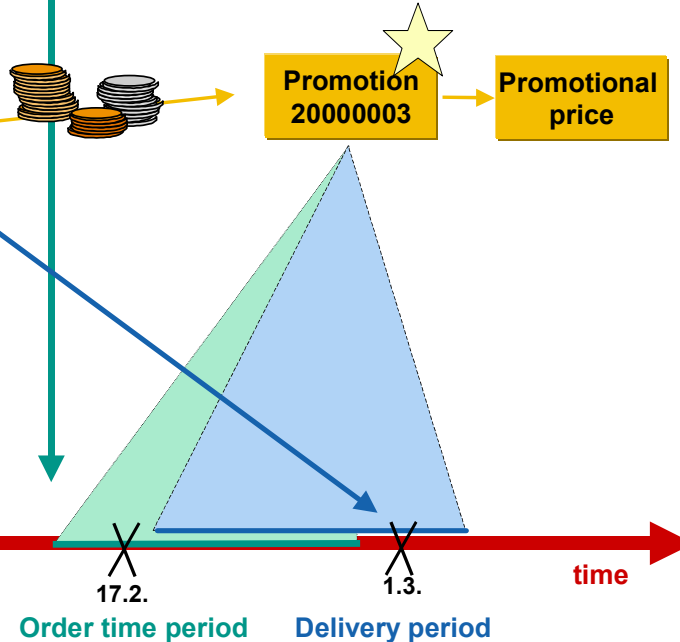 Promotion
20000003
Promotional
price
17.2.
1.3.
time
Order time period
Delivery period